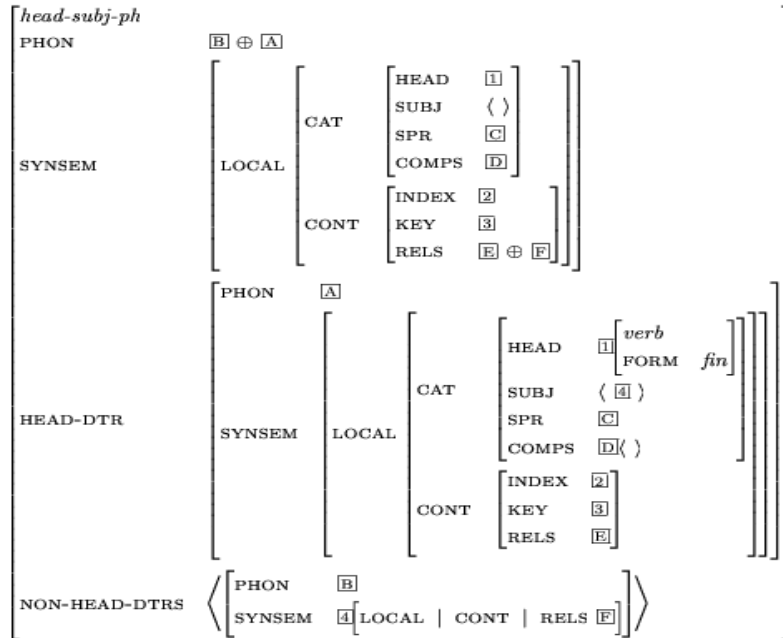 head-subj-ph
PHON B ⊕ A
HEAD 1
SUBJ ⟨ ⟩
CAT
SPR C
COMPS D
SYNSEM LOCAL
INDEX 2
CONT KEY 3
RELS E ⊕ F
PHON A
verb
HEAD 1
FORM fin
CAT SUBJ ⟨ 4 ⟩
SPR C
HEAD-DTR
SYNSEM LOCAL
COMPS D⟨ ⟩
INDEX 2
CONT KEY 3
RELS E
PHON B
NON-HEAD-DTRS
SYNSEM 4[LOCAL | CONT | RELS F]